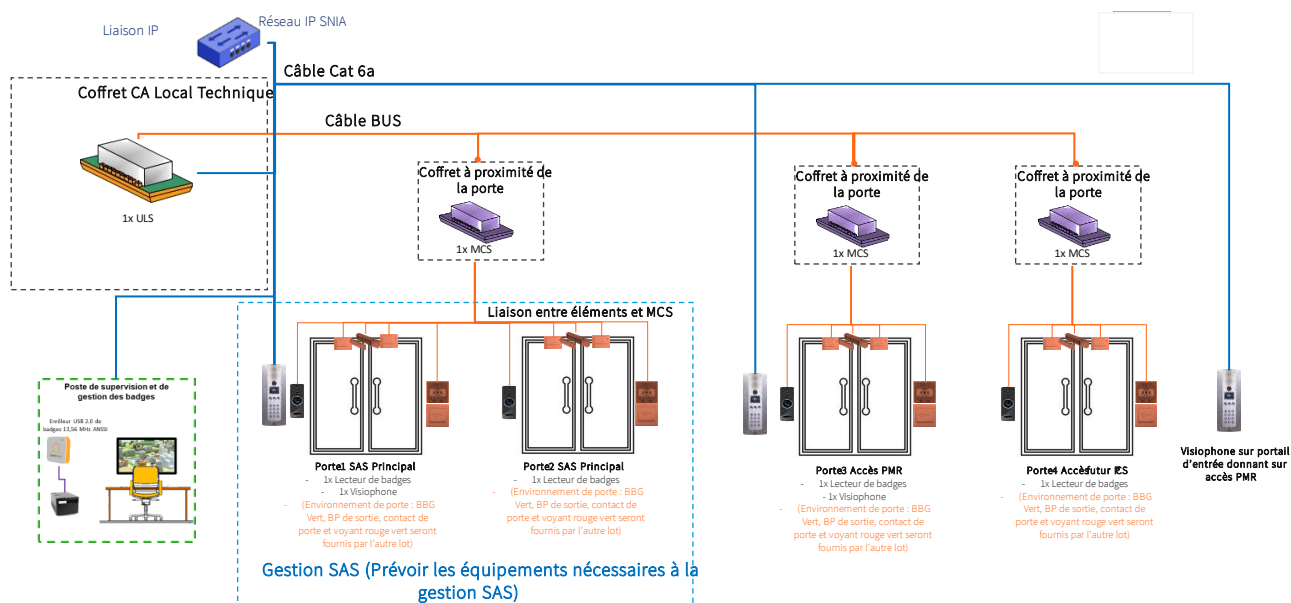 Liaison IP
Réseau IP SNIA
Câble Cat 6a
Coffret CA Local Technique
Câble BUS
1x ULS
Coffret à proximité de
la porte
1x MCS
Coffret à proximité de
la porte
1x MCS
Coffret à proximité de
la porte
1x MCS
Liaison entre éléments et MCS
Poste de supervision et de
gestion des badges
Enrôleur USB 2.0 de
badges 13,56 MHz ANSSI
Porte1 SAS Principal
- 1x Lecteur de badges
- 1x Visiophone
- (Environnement de porte : BBG
Vert, BP de sortie, contact de
porte et voyant rouge vert seront
fournis par l'autre lot)
Porte2 SAS Principal
- 1x Lecteur de badges
- (Environnement de porte : BBG
Vert, BP de sortie, contact de
porte et voyant rouge vert seront
fournis par l'autre lot)
Porte3 Accès PMR
- 1x Lecteur de badges
- 1x Visiophone
- (Environnement de porte : BBG
Vert, BP de sortie, contact de
porte et voyant rouge vert seront
fournis par l'autre lot)
Porte4 Accèsfutur PCS
- 1x Lecteur de badges
- (Environnement de porte : BBG
Vert, BP de sortie, contact de
porte et voyant rouge vert seront
fournis par l'autre lot)
Visiophone sur portail
d'entrée donnant sur
accès PMR
Gestion SAS (Prévoir les équipements nécessaires à la
gestion SAS)